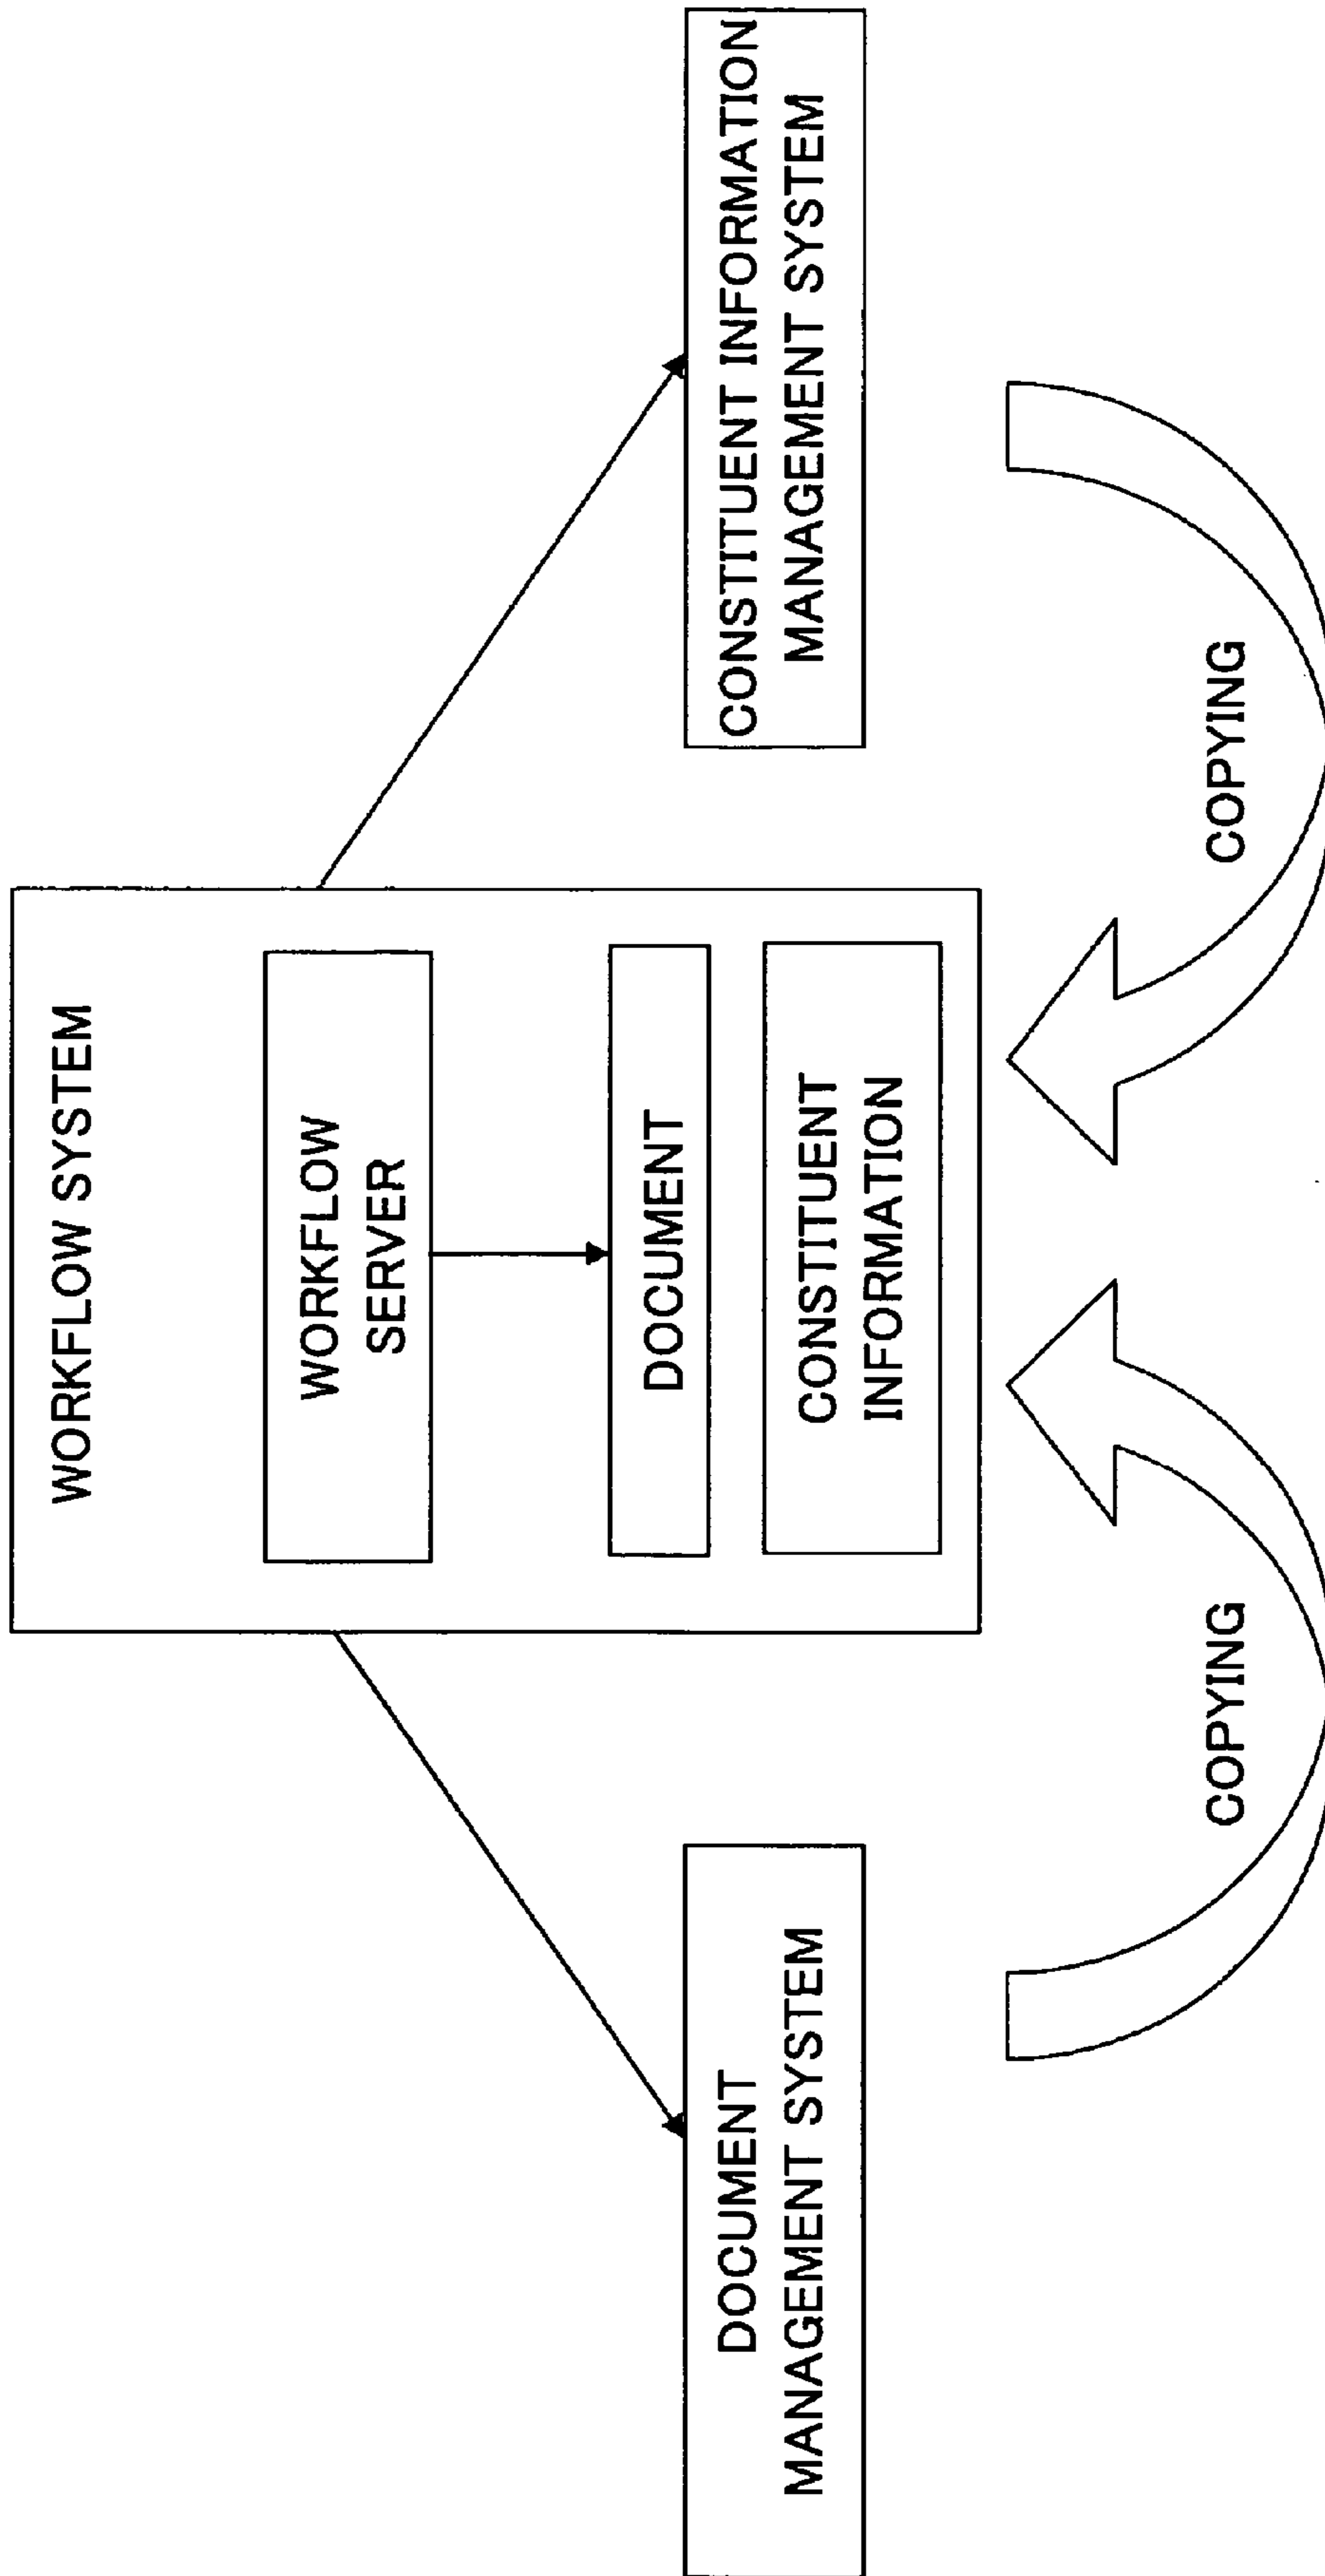 WORKFLOW SYSTEM
WORKFLOW
SERVER
DOCUMENT
CONSTITUENT
INFORMATION
DOCUMENT
MANAGEMENT SYSTEM
CONSTITUENT INFORMATION
MANAGEMENT SYSTEM
COPYING
COPYING